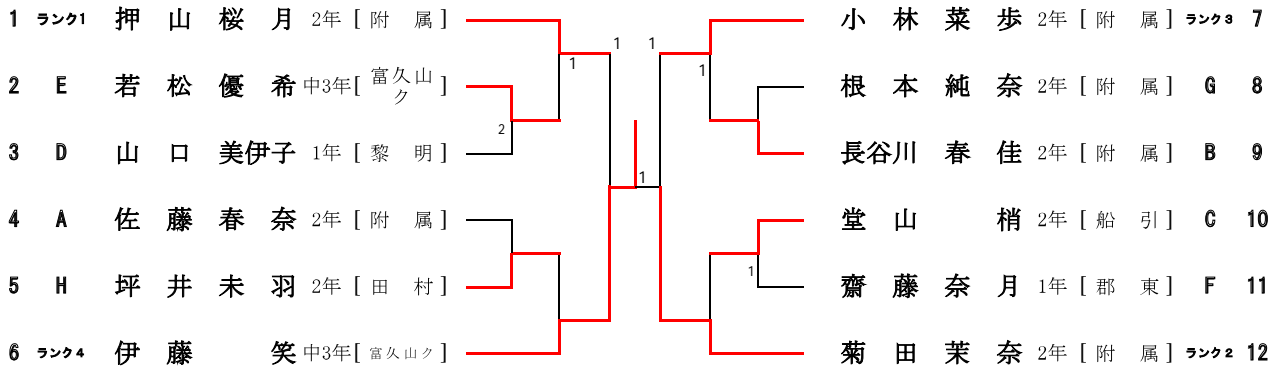 1 ランク1 押 山 桜 月 2年 [ 附 属 ]
2 E 若 松 優 希 中3年[ 富久山ク ]
3 D 山 口 美伊子 1年 [ 黎 明 ]
4 A 佐 藤 春 奈 2年 [ 附 属 ]
5 H 坪 井 未 羽 2年 [ 田 村 ]
6 ランク4 伊 藤 笑 中3年[ 富久山ク ]
1
1
2
1
1
1
1
小 林 菜 歩 2年 [ 附 属 ] ランク3 7
根 本 純 奈 2年 [ 附 属 ] G 8
長谷川 春 佳 2年 [ 附 属 ] B 9
堂 山 梢 2年 [ 船 引 ] C 10
齋 藤 奈 月 1年 [ 郡 東 ] F 11
菊 田 茉 奈 2年 [ 附 属 ] ランク2 12